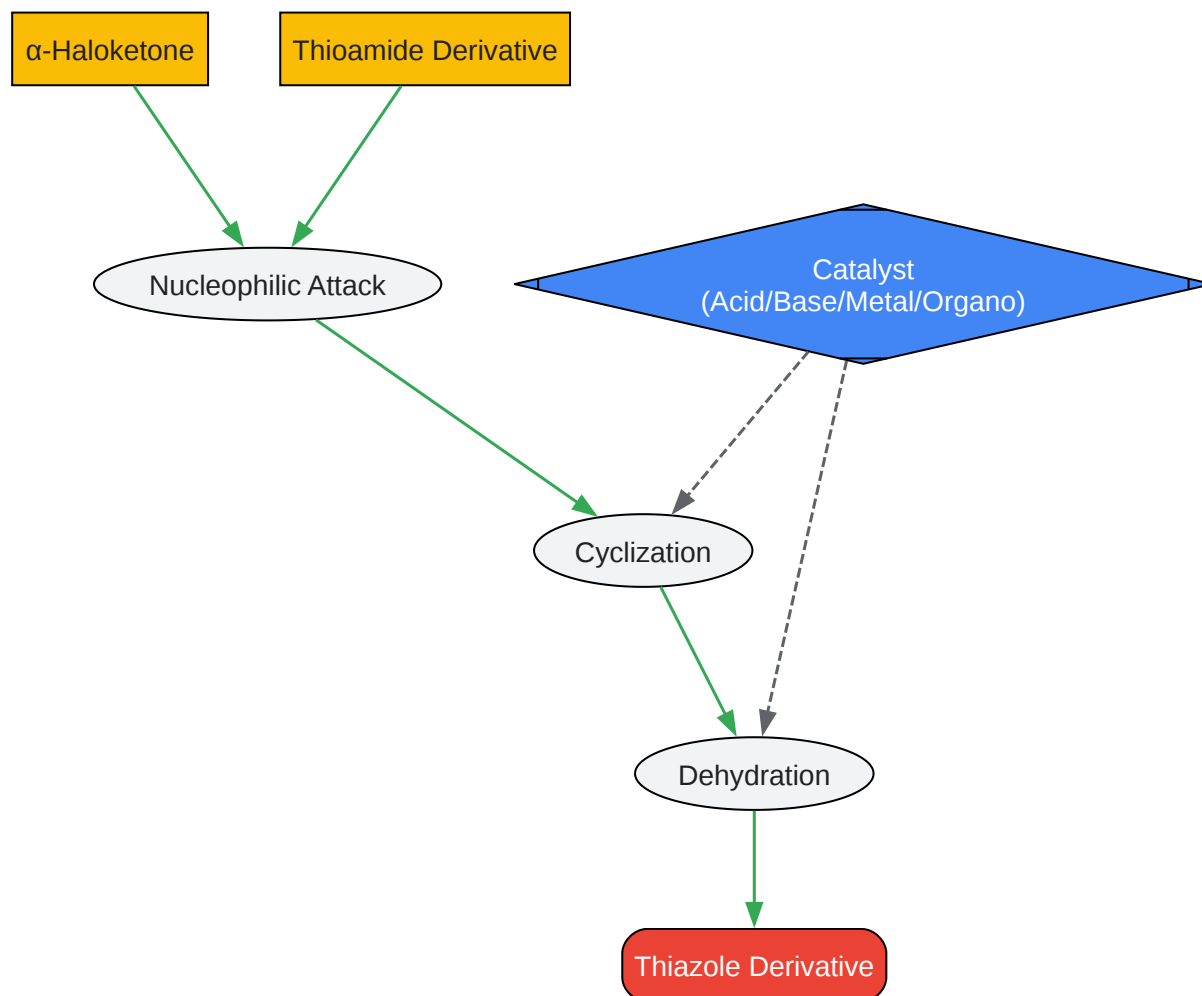 α-Haloketone
Thioamide Derivative
Nucleophilic Attack
Catalyst
(Acid/Base/Metal/Organo)
Cyclization
Dehydration
Thiazole Derivative